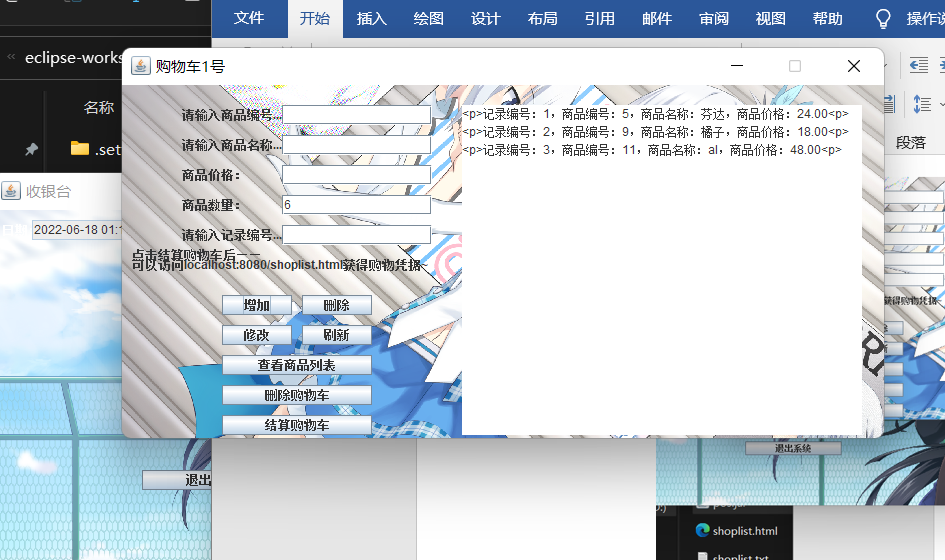 文件 开始 插入 绘图 设计 布局 引用 邮件 审阅 视图 帮助 操作说
« eclipse-works
购物车1号
名称
.set
段落
收银台
2022-06-18 01:1
请输入商品编号...
请输入商品名称...
商品价格：
商品数量： 6
请输入记录编号...
点击结算购物车后——
可以访问localhost:8080/shoplist.html获得购物凭据~
增加 删除
修改 刷新
查看商品列表
删除购物车
结算购物车
<p>记录编号：1，商品编号：5，商品名称：芬达，商品价格：24.00<p>
<p>记录编号：2，商品编号：9，商品名称：橘子，商品价格：18.00<p>
<p>记录编号：3，商品编号：11，商品名称：al，商品价格：48.00<p>
获得购物凭据~
退出
退出系统
shoplist.html
shoplist.txt